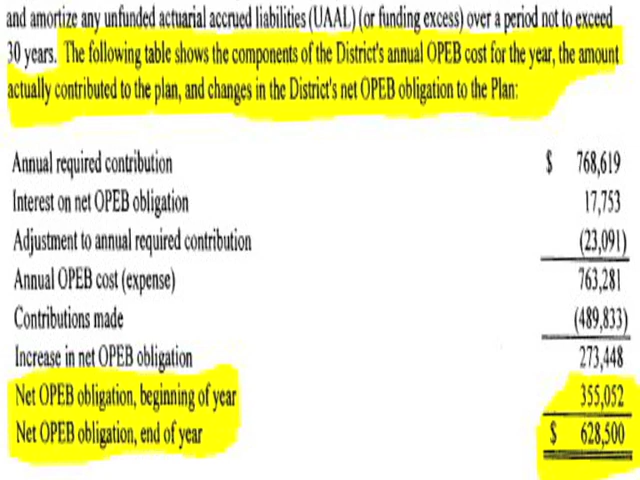 and amortize any unfunded actuarial accrued liabilities (UAAL) (or funding excess) over a period not to exceed
30 years. The following table shows the components of the District's annual OPEB cost for the year, the amount
actually contributed to the plan, and changes in the District's net OPEB obligation to the Plan:
Annual required contribution $ 768,619
Interest on net OPEB obligation 17,753
Adjustment to annual required contribution (23,091)
Annual OPEB cost (expense) 763,281
Contributions made (489,833)
Increase in net OPEB obligation 273,448
Net OPEB obligation, beginning of year 355,052
Net OPEB obligation, end of year $ 628,500